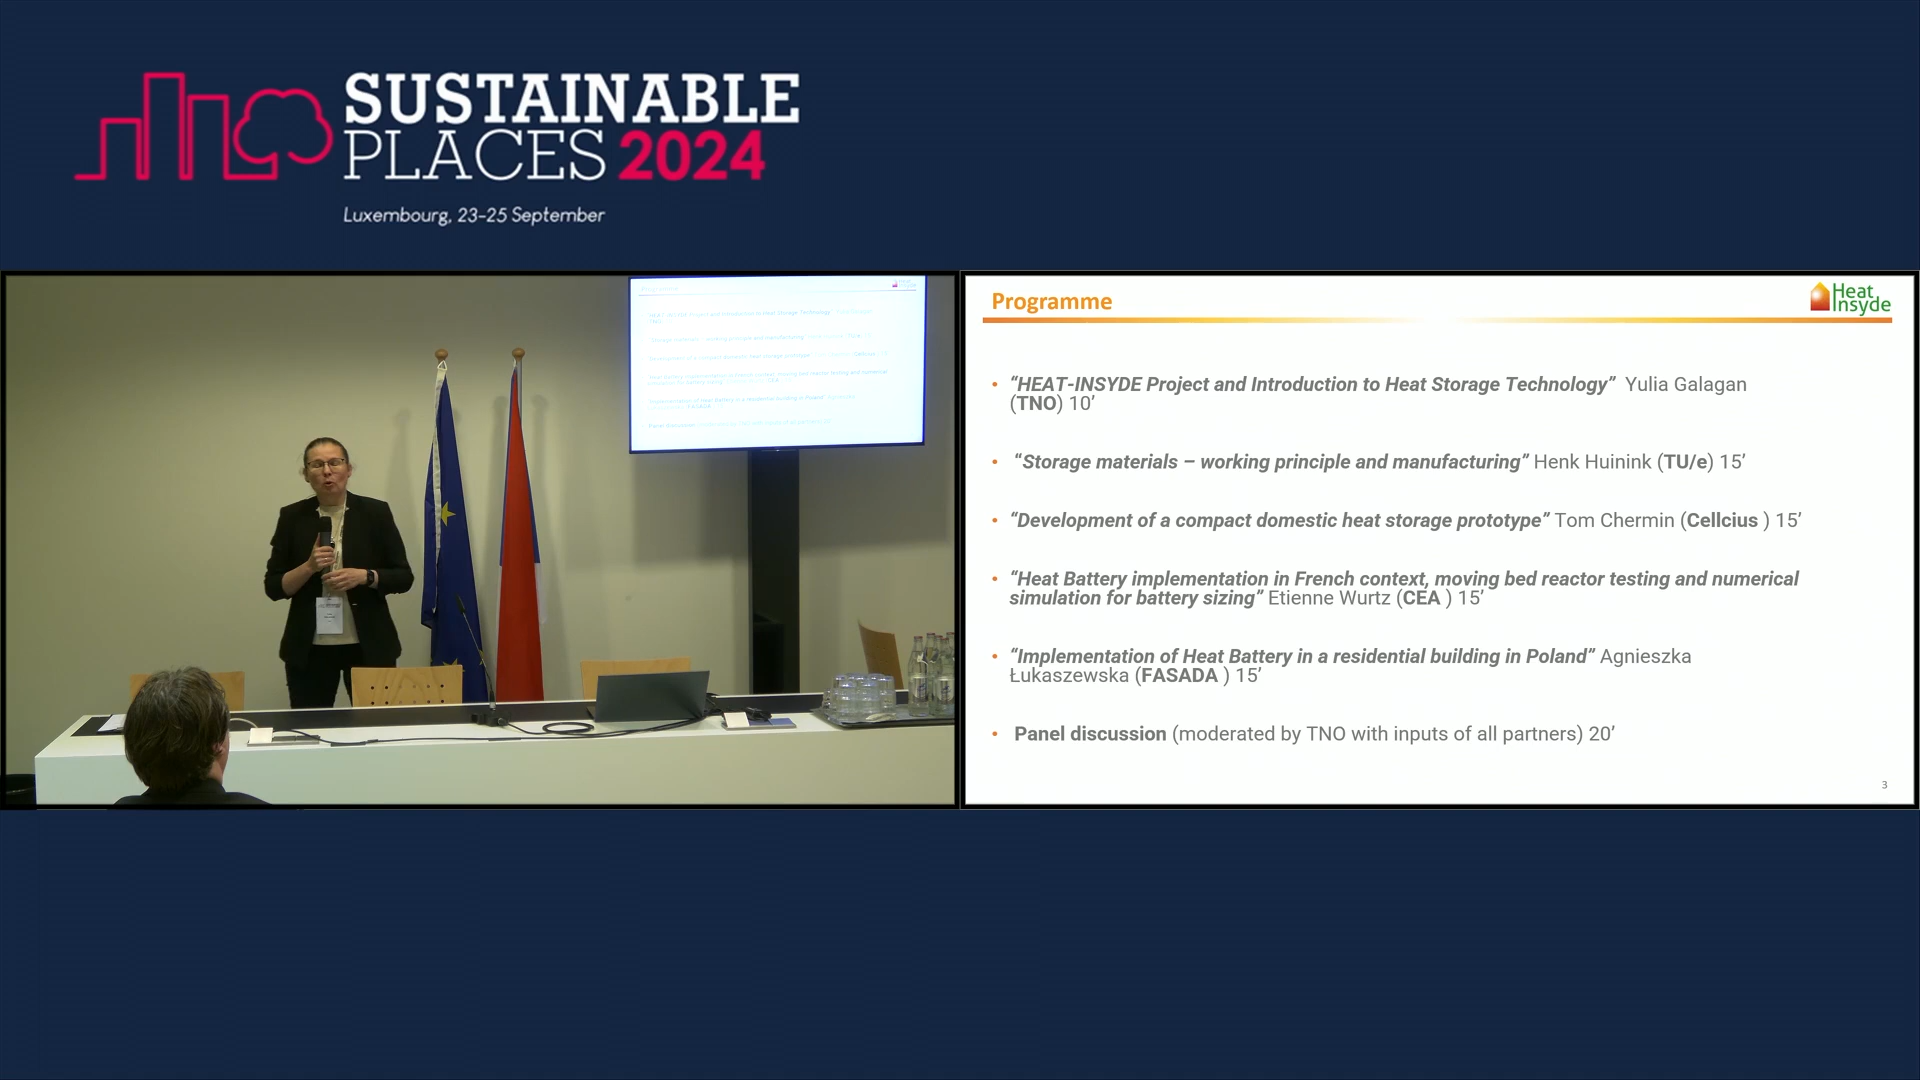 SUSTAINABLE
PLACES 2024
Luxembourg, 23-25 September
Programme
Heat
Insyde
• “HEAT-INSYDE Project and Introduction to Heat Storage Technology” Yulia Galagan
(TNO) 10’
• “Storage materials – working principle and manufacturing” Henk Huinink (TU/e) 15’
• “Development of a compact domestic heat storage prototype” Tom Chermin (Cellcius ) 15’
• “Heat Battery implementation in French context, moving bed reactor testing and numerical
simulation for battery sizing” Etienne Wurtz (CEA ) 15’
• “Implementation of Heat Battery in a residential building in Poland” Agnieszka
Łukaszewska (FASADA ) 15’
• Panel discussion (moderated by TNO with inputs of all partners) 20’
3